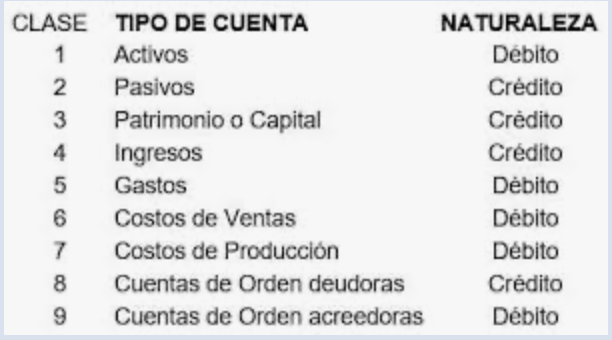 CLASE TIPO DE CUENTA NATURALEZA
1 Activos Débito
2 Pasivos Crédito
3 Patrimonio o Capital Crédito
4 Ingresos Crédito
5 Gastos Débito
6 Costos de Ventas Débito
7 Costos de Producción Débito
8 Cuentas de Orden deudoras Crédito
9 Cuentas de Orden acreedoras Débito